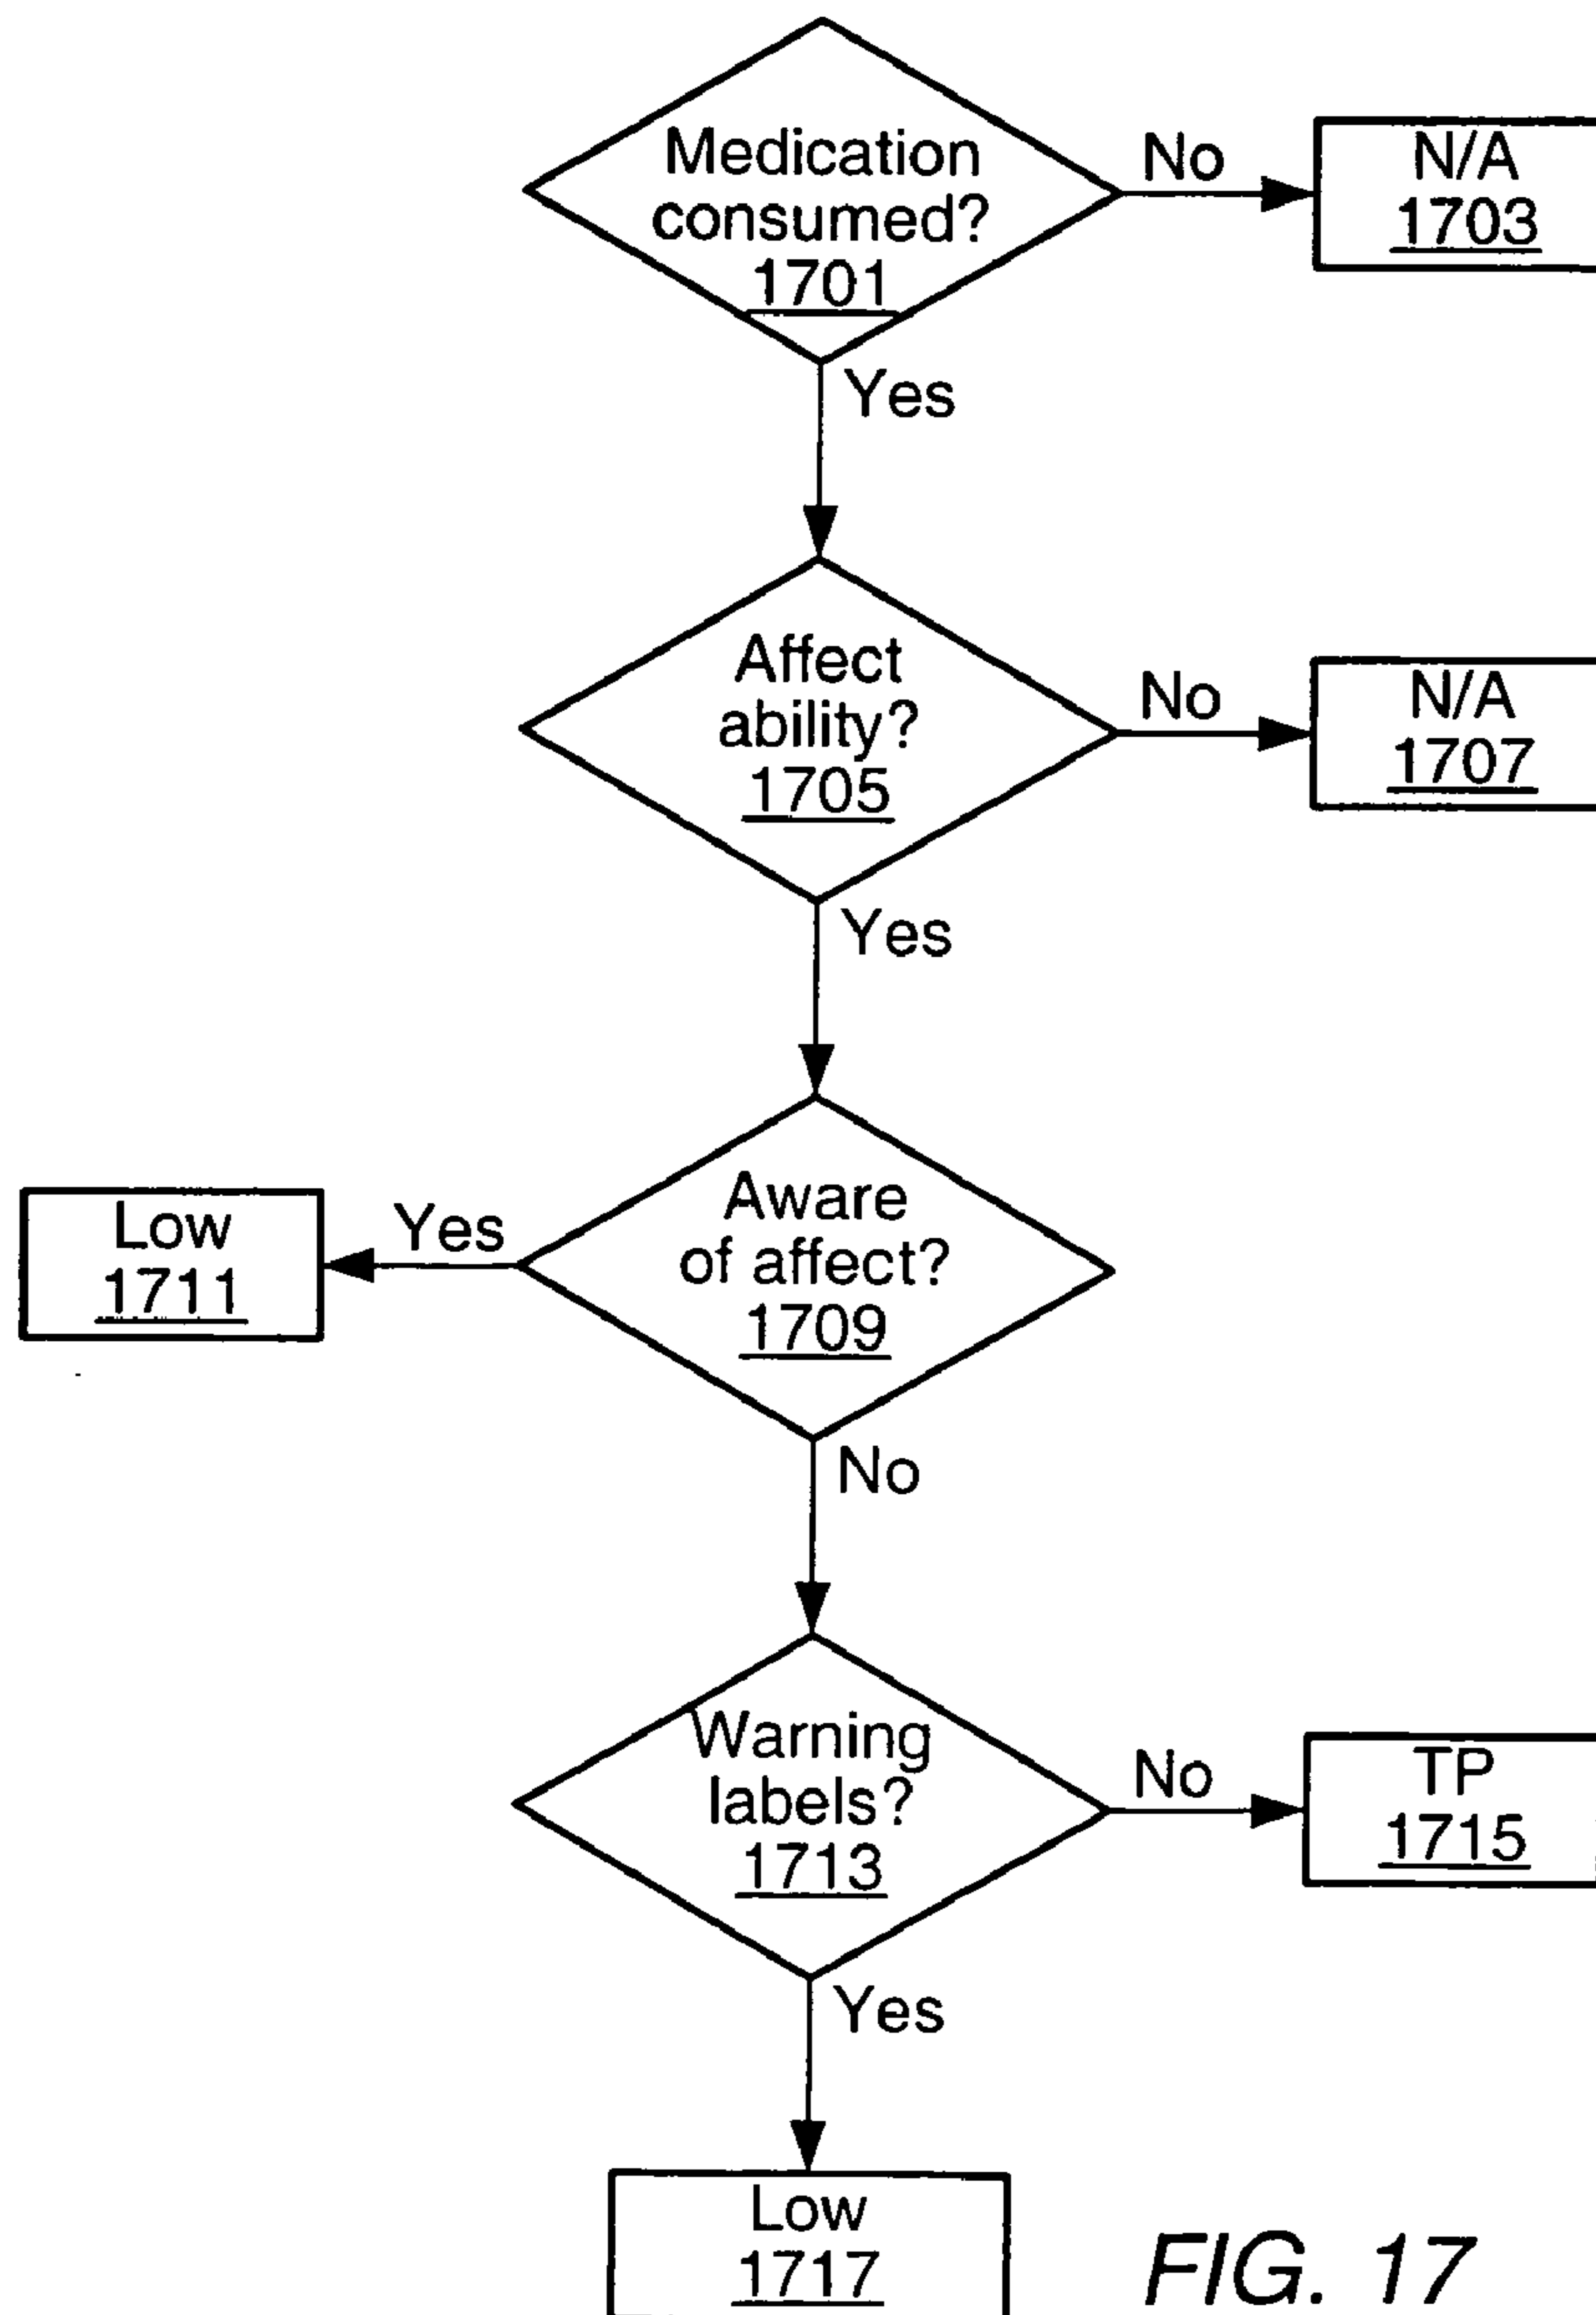 Medication
consumed?
1701
No
N/A
1703
Yes
Affect
ability?
1705
No
N/A
1707
Yes
Aware
of affect?
1709
Yes
Low
1711
No
Warning
labels?
1713
No
TP
1715
Yes
Low
1717
FIG. 17